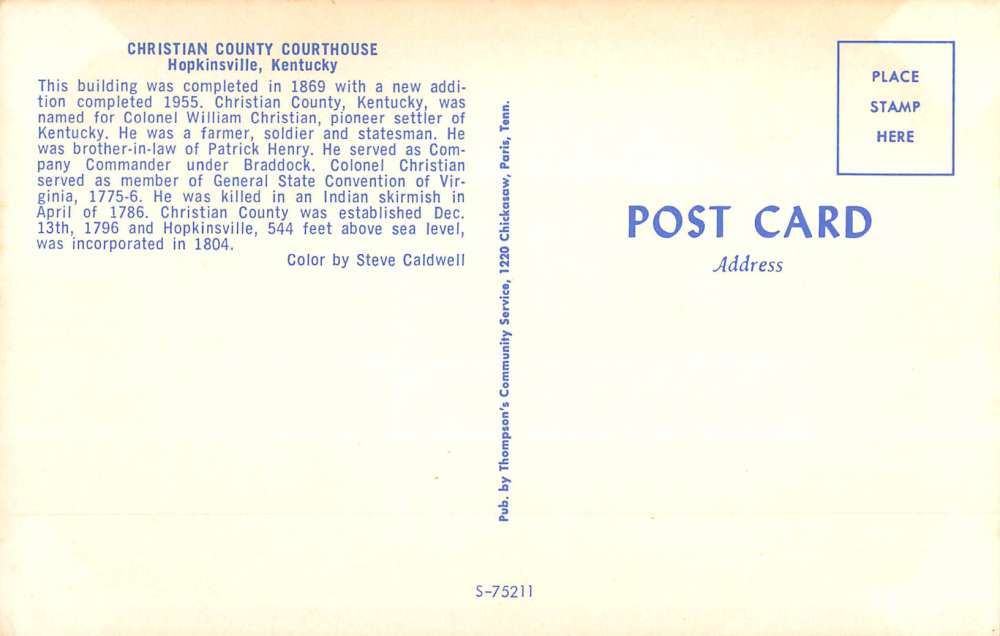 CHRISTIAN COUNTY COURTHOUSE
Hopkinsville, Kentucky
This building was completed in 1869 with a new addi-
tion completed 1955. Christian County, Kentucky, was
named for Colonel William Christian, pioneer settler of
Kentucky. He was a farmer, soldier and statesman. He
was brother-in-law of Patrick Henry. He served as Com-
pany Commander under Braddock. Colonel Christian
served as member of General State Convention of Vir-
ginia, 1775-6. He was killed in an Indian skirmish in
April of 1786. Christian County was established Dec.
13th, 1796 and Hopkinsville, 544 feet above sea level,
was incorporated in 1804.
Color by Steve Caldwell
Pub. by Thompson's Community Service, 1220 Chickasaw, Paris, Tenn.
PLACE
STAMP
HERE
POST CARD
Address
S-75211